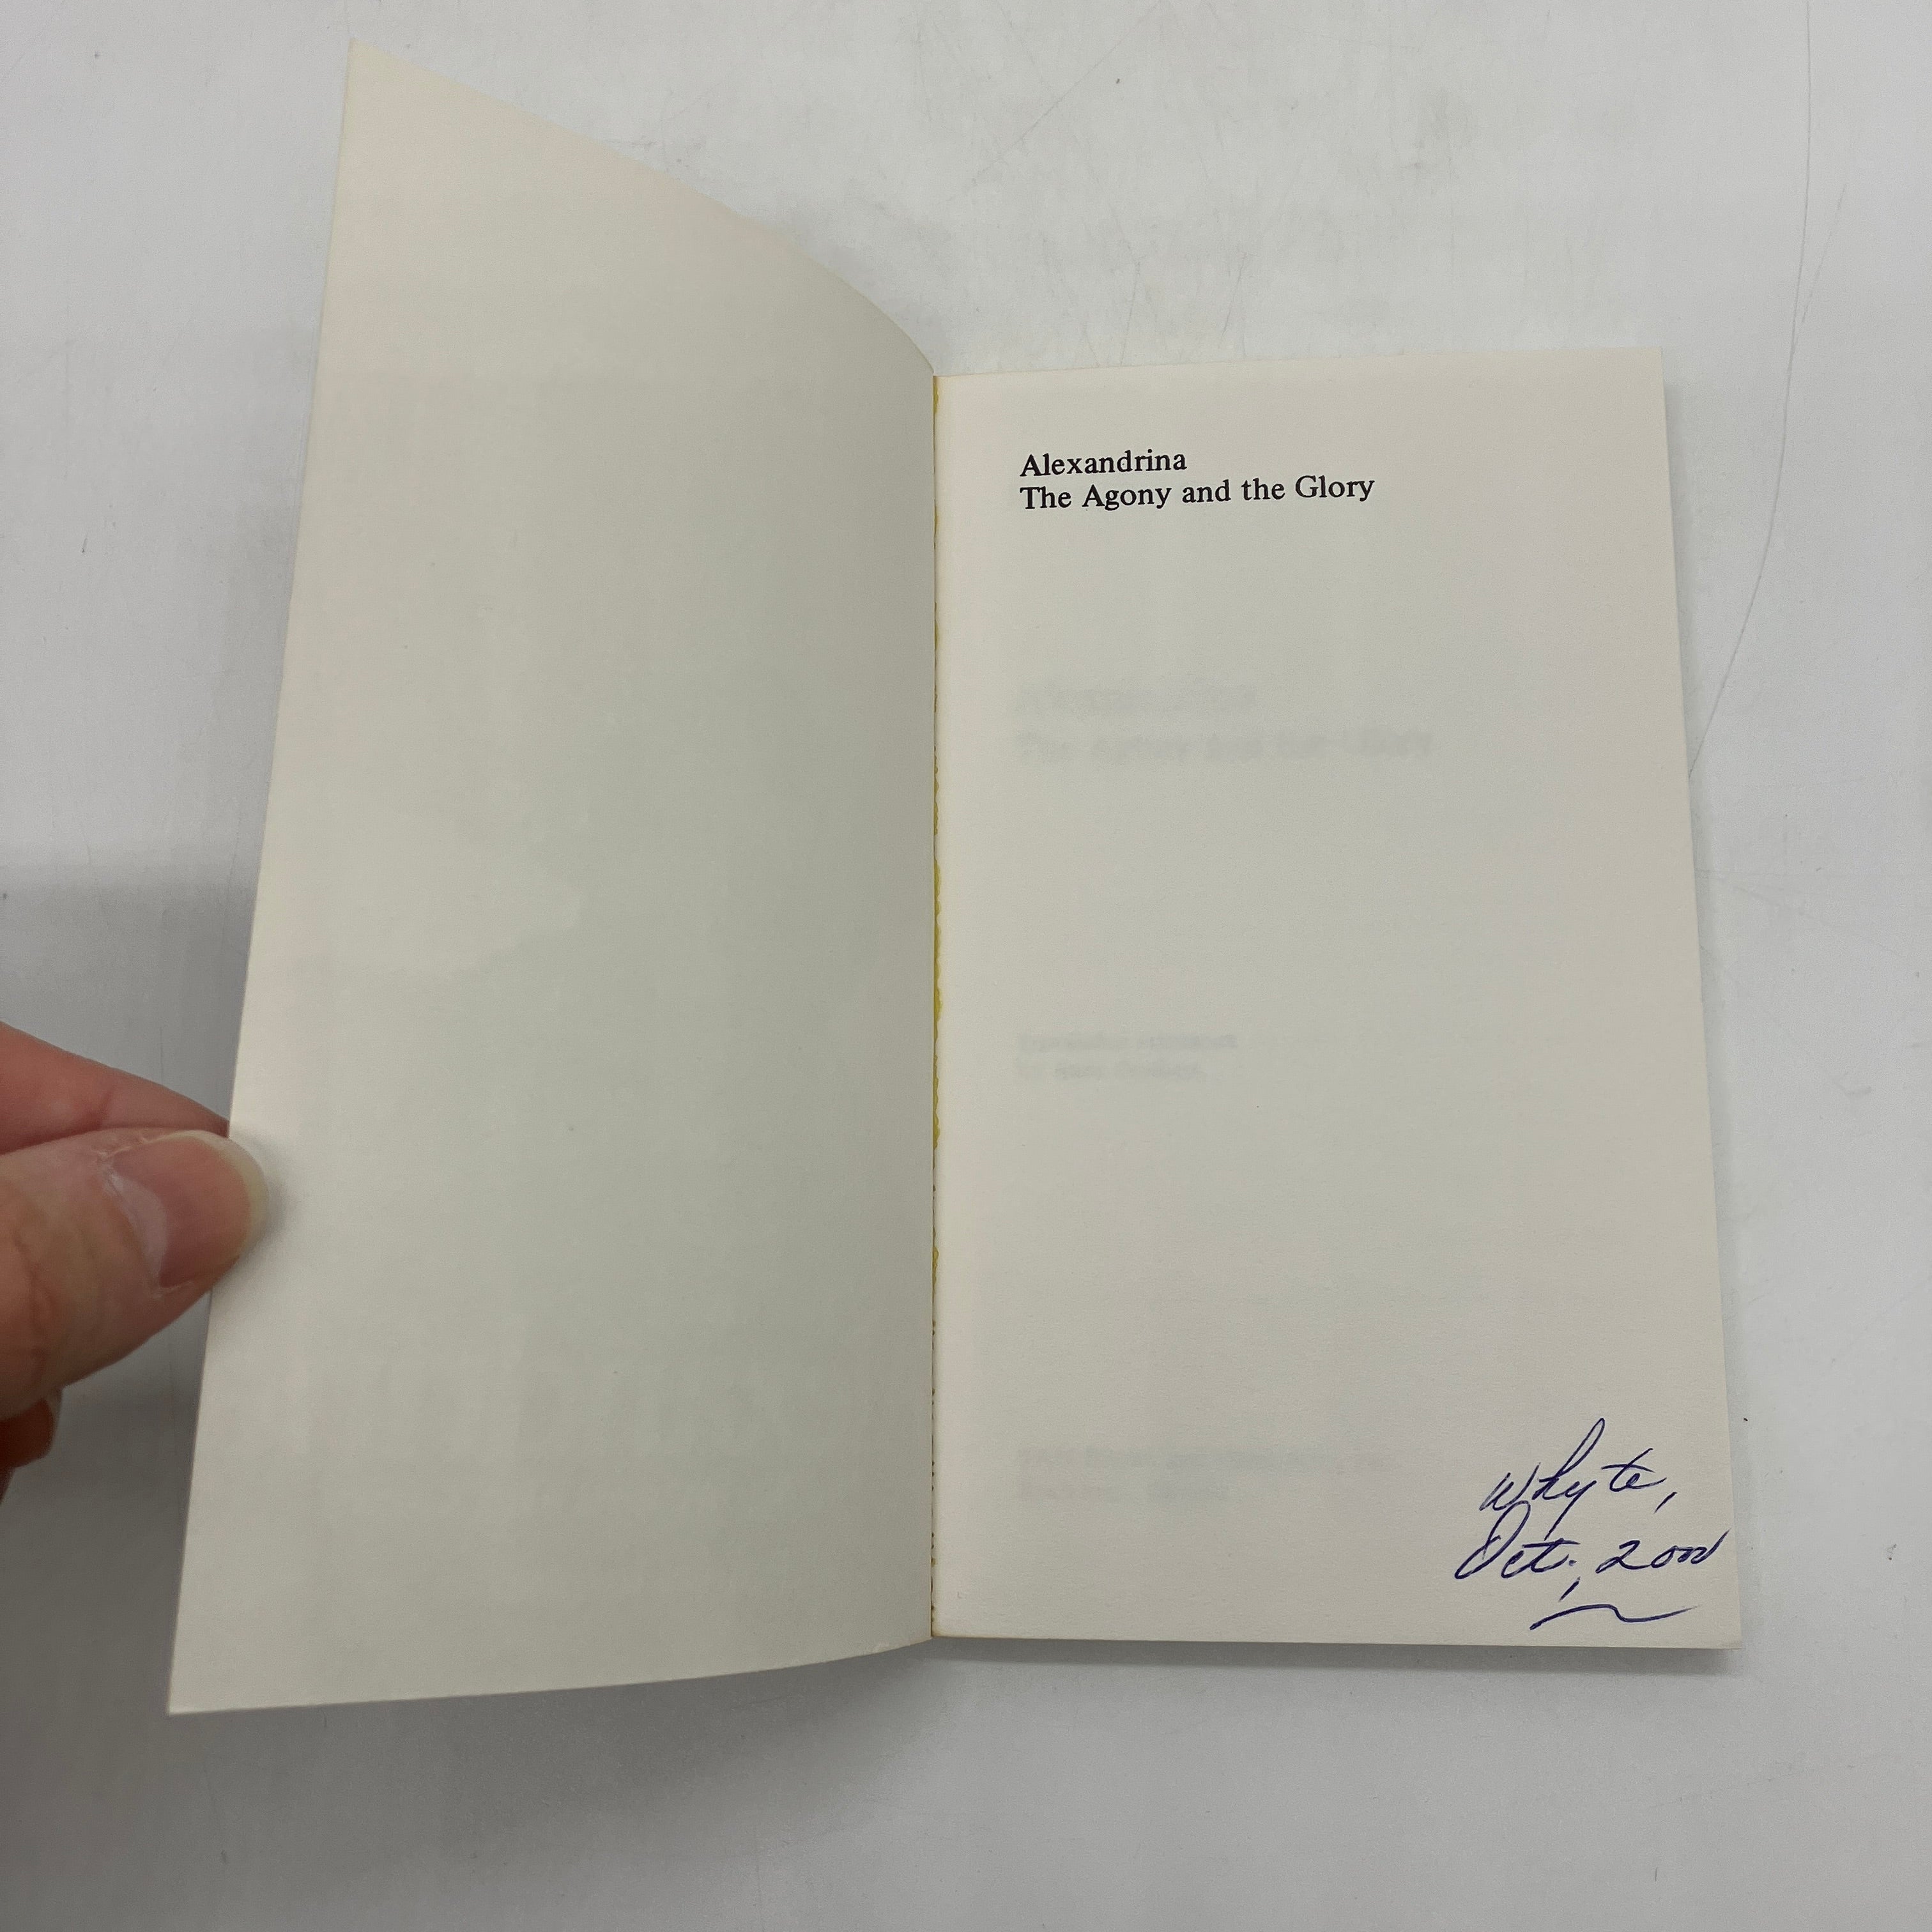 Alexandrina
The Agony and the Glory
Whyte,
Oct., 2000